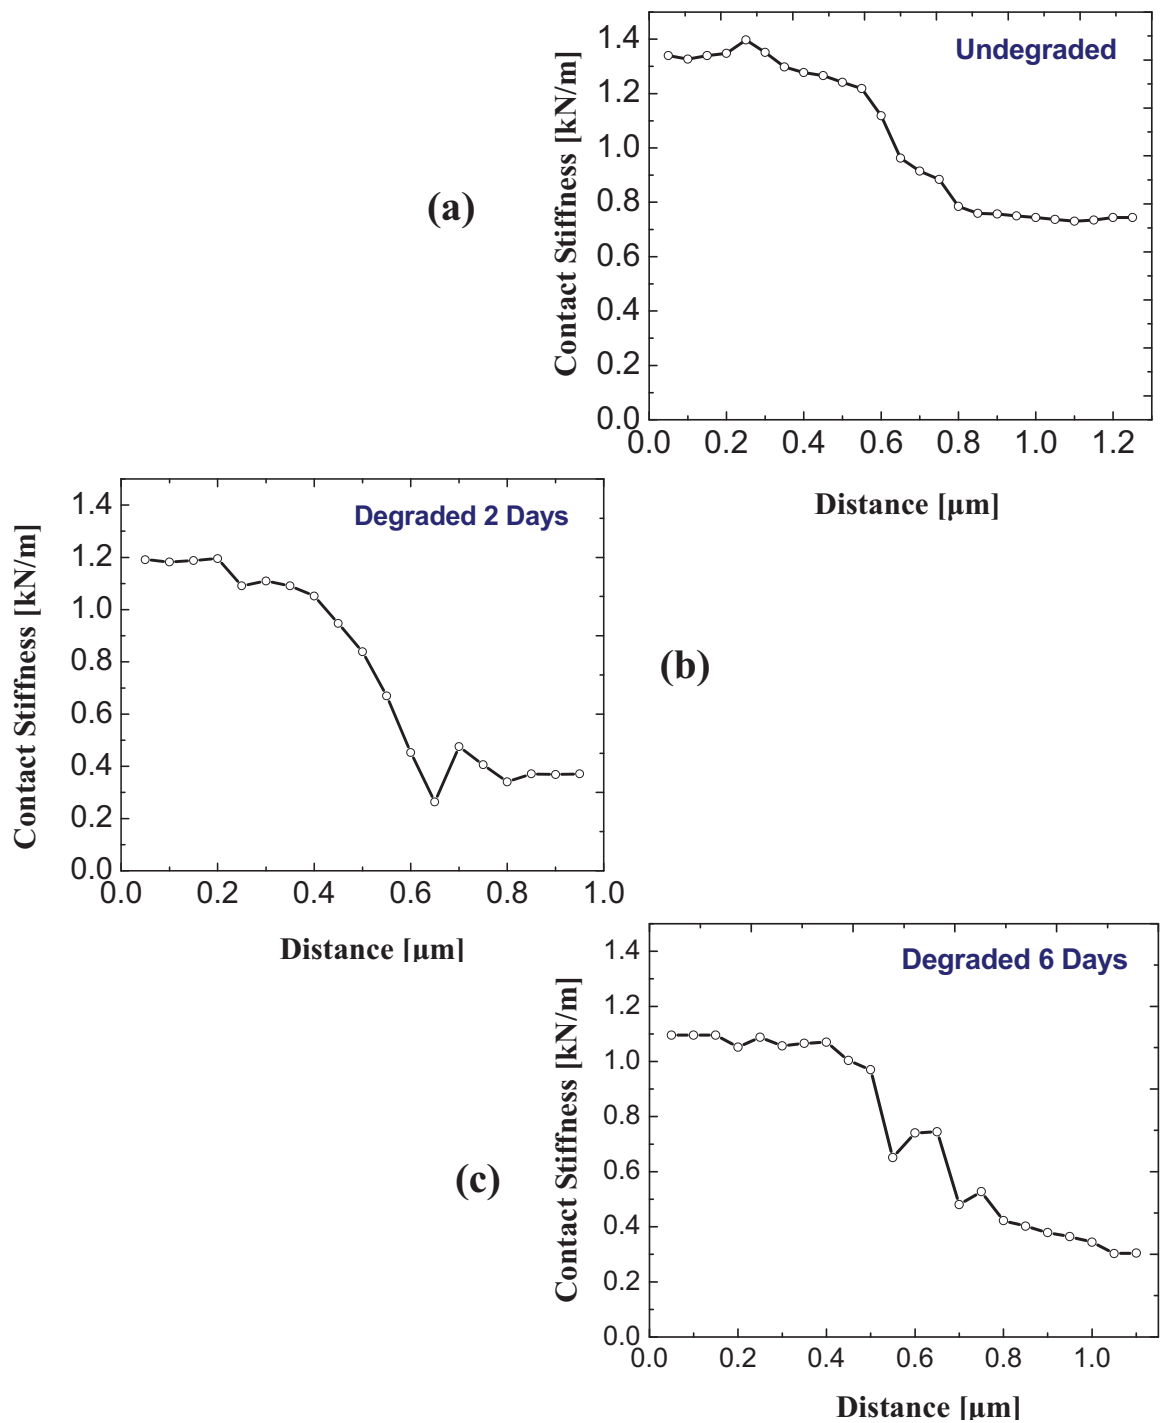 Undegraded
Contact Stiffness [kN/m]
1.4
1.2
1.0
0.8
0.6
0.4
0.2
0.0
0.0 0.2 0.4 0.6 0.8 1.0 1.2
Distance [µm]
(a)
Degraded 2 Days
Contact Stiffness [kN/m]
1.4
1.2
1.0
0.8
0.6
0.4
0.2
0.0
0.0 0.2 0.4 0.6 0.8 1.0
Distance [µm]
(b)
Degraded 6 Days
Contact Stiffness [kN/m]
1.4
1.2
1.0
0.8
0.6
0.4
0.2
0.0
0.0 0.2 0.4 0.6 0.8 1.0
Distance [µm]
(c)